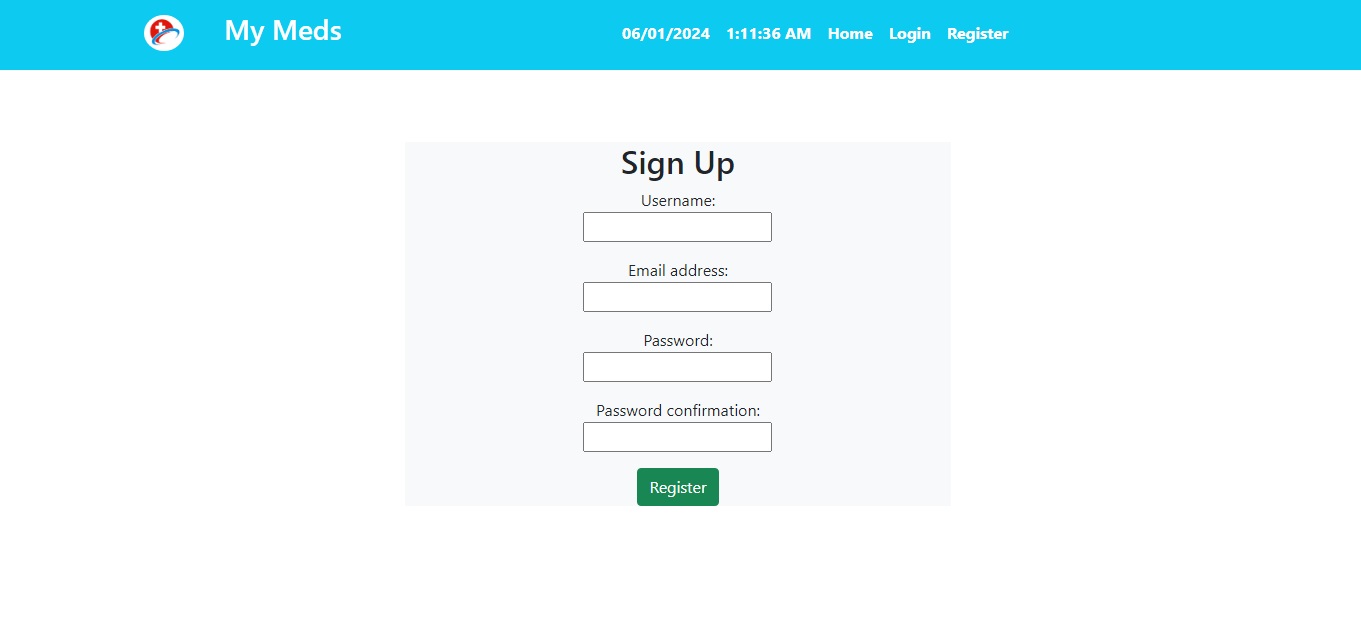 My Meds
06/01/2024 1:11:36 AM Home Login Register
Sign Up
Username:
Email address:
Password:
Password confirmation:
Register